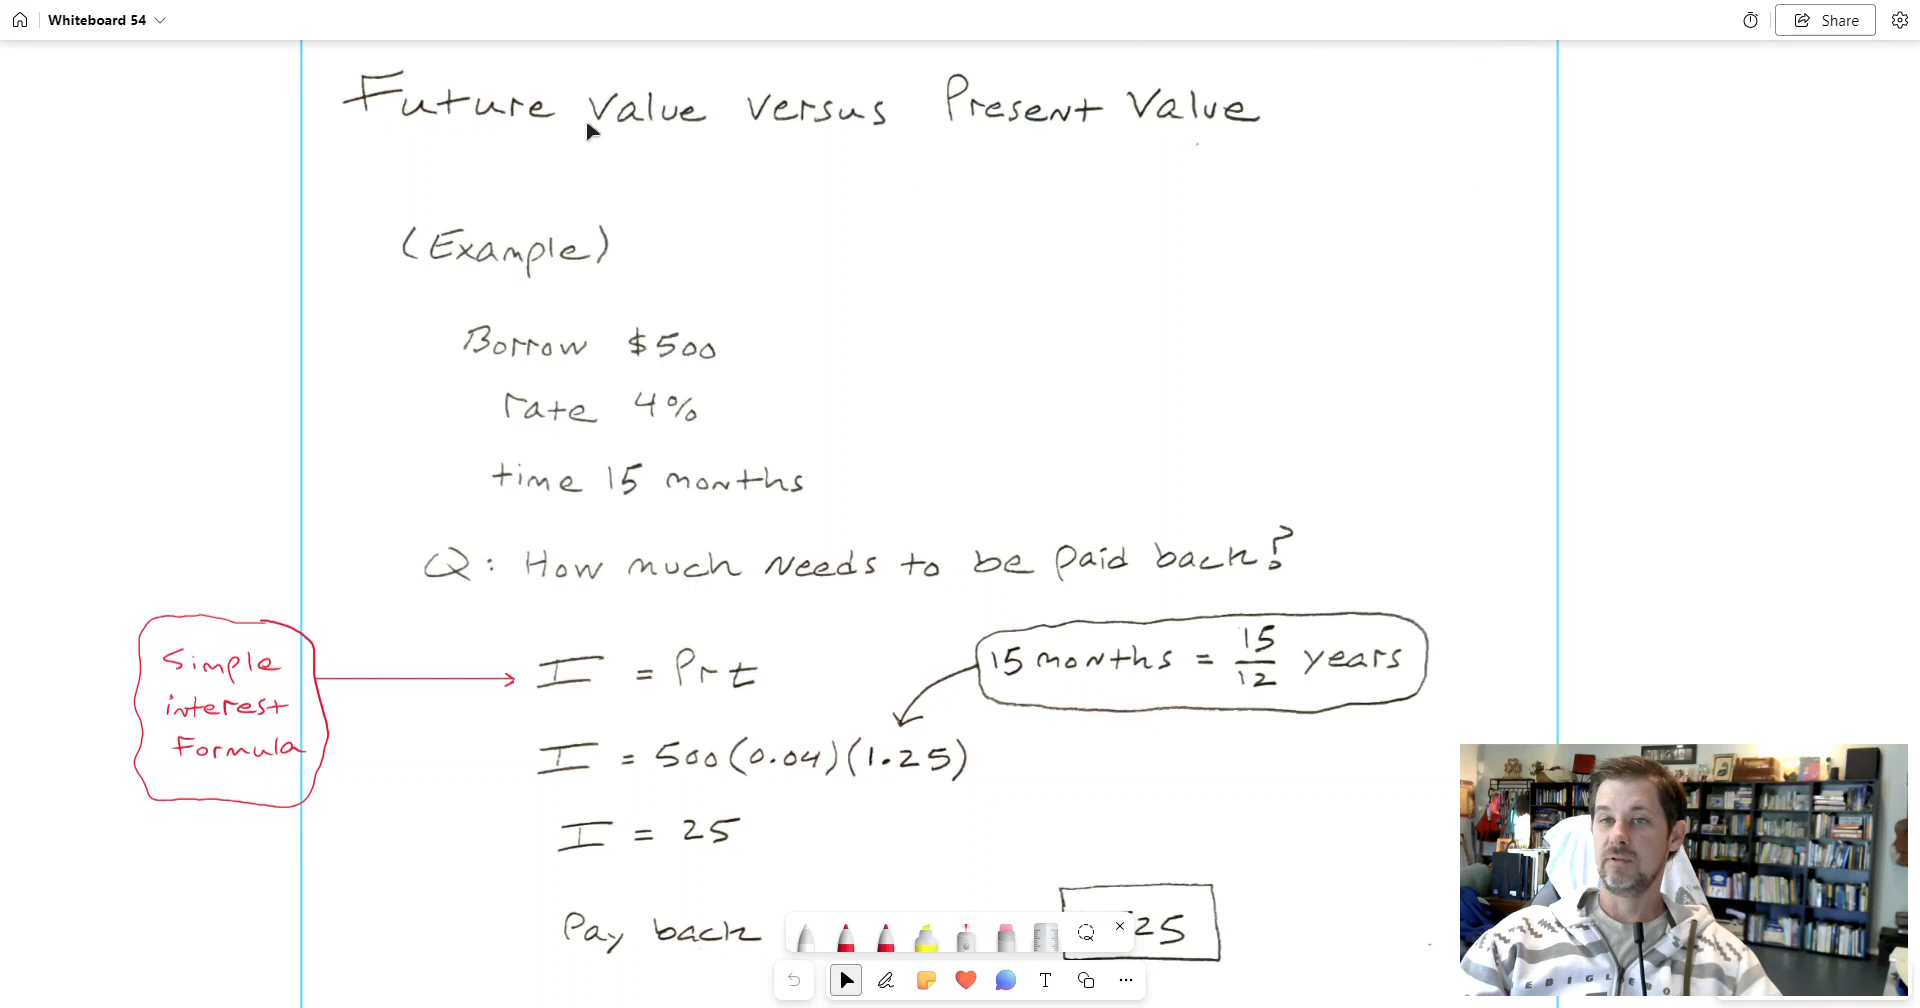 Whiteboard 54
Share
Future value versus Present Value
(Example)
Borrow $500
rate 4%
time 15 months
Q: How much needs to be paid back?
Simple
interest
Formula
I = Prt
15 months = 15/12 years
I = 500(0.04)(1.25)
I = 25
Pay back
25
T